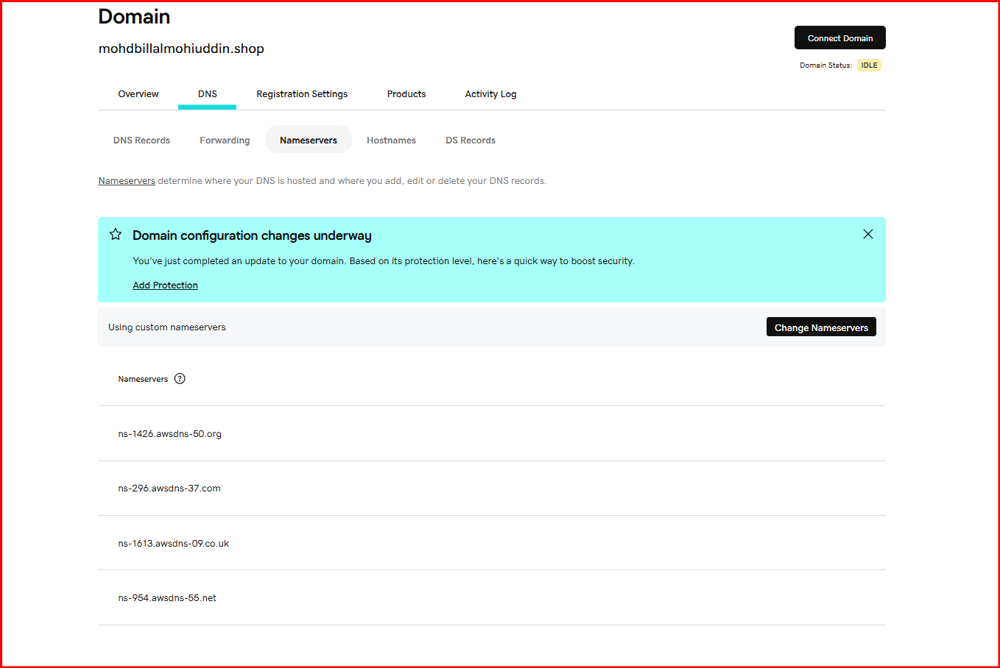 Domain
mohdbillalmohiuddin.shop
Connect Domain
Domain Status: IDLE
Overview DNS Registration Settings Products Activity Log
DNS Records Forwarding Nameservers Hostnames DS Records
Nameservers determine where your DNS is hosted and where you add, edit or delete your DNS records.
Domain configuration changes underway
You've just completed an update to your domain. Based on its protection level, here's a quick way to boost security.
Add Protection
Using custom nameservers Change Nameservers
Nameservers ?
ns-1426.awsdns-50.org
ns-296.awsdns-37.com
ns-1613.awsdns-09.co.uk
ns-954.awsdns-55.net